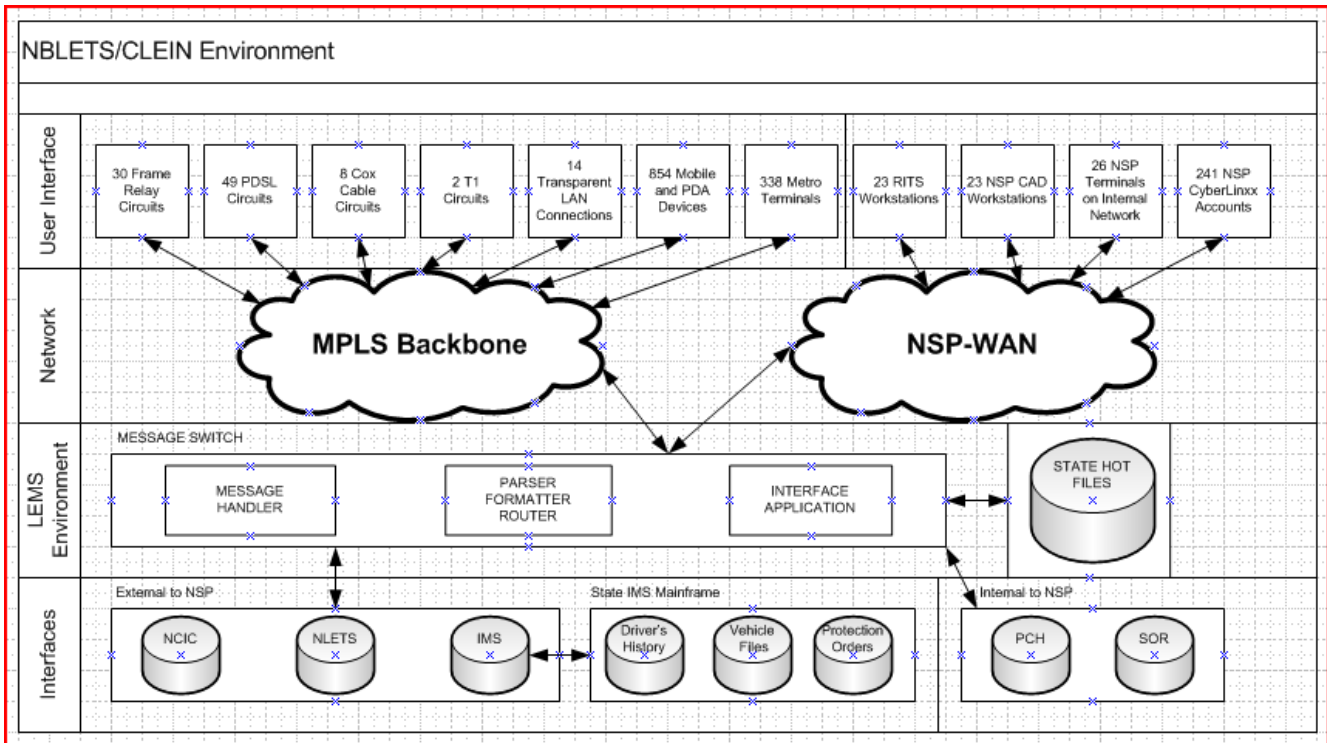 NBLETS/CLEIN Environment
User Interface
30 Frame
Relay
Circuits
49 PDSL
Circuits
8 Cox
Cable
Circuits
2 T1
Circuits
14
Transparent
LAN
Connections
854 Mobile
and PDA
Devices
338 Metro
Terminals
23 RITS
Workstations
23 NSP CAD
Workstations
26 NSP
Terminals
on Internal
Network
241 NSP
CyberLinxx
Accounts
Network
MPLS Backbone
NSP-WAN
LEMS
Environment
MESSAGE SWITCH
MESSAGE
HANDLER
PARSER
FORMATTER
ROUTER
INTERFACE
APPLICATION
STATE HOT
FILES
Interfaces
External to NSP
NCIC
NLETS
IMS
State IMS Mainframe
Driver's
History
Vehicle
Files
Protection
Orders
Internal to NSP
PCH
SOR